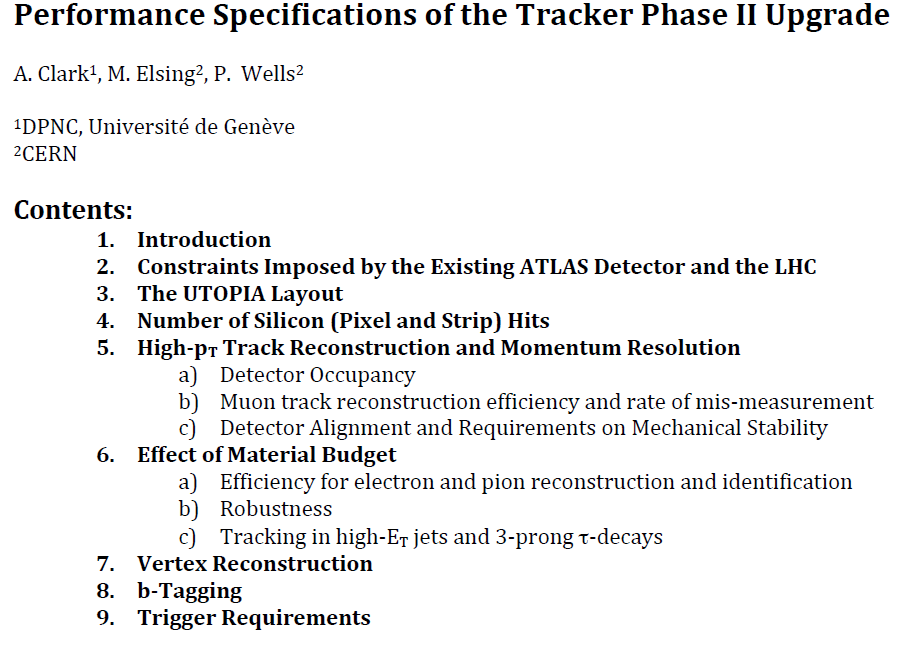 Performance Specifications of the Tracker Phase II Upgrade
A. Clark¹, M. Elsing², P. Wells²
¹DPNC, Université de Genève
²CERN
Contents:
1. Introduction
2. Constraints Imposed by the Existing ATLAS Detector and the LHC
3. The UTOPIA Layout
4. Number of Silicon (Pixel and Strip) Hits
5. High-pT Track Reconstruction and Momentum Resolution
a) Detector Occupancy
b) Muon track reconstruction efficiency and rate of mis-measurement
c) Detector Alignment and Requirements on Mechanical Stability
6. Effect of Material Budget
a) Efficiency for electron and pion reconstruction and identification
b) Robustness
c) Tracking in high-ET jets and 3-prong τ-decays
7. Vertex Reconstruction
8. b-Tagging
9. Trigger Requirements